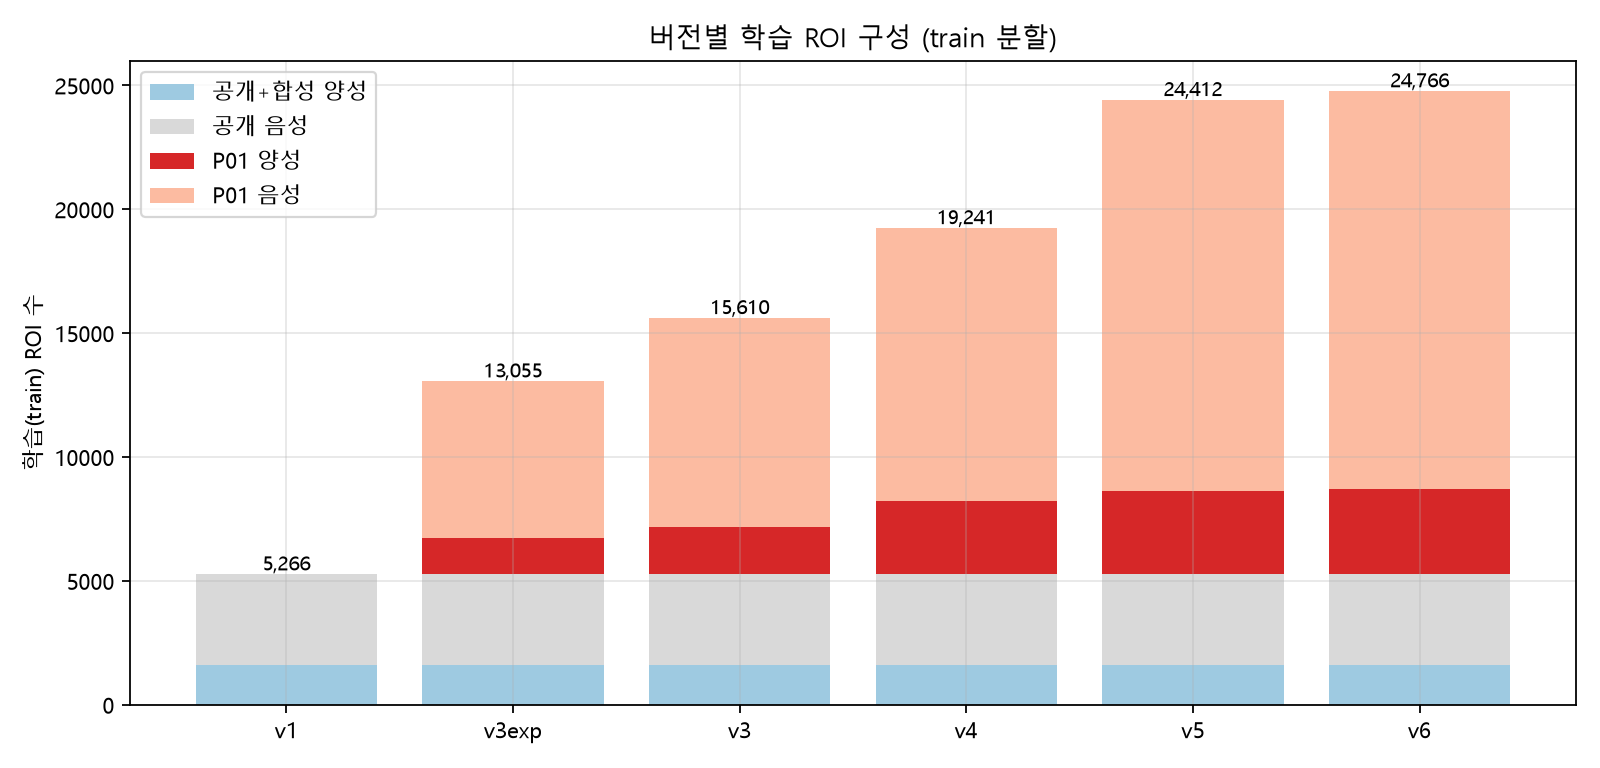 버전별 학습 ROI 구성 (train 분할)
공개+합성 양성
공개 음성
P01 양성
P01 음성
학습(train) ROI 수
25000
20000
15000
10000
5000
0
5,266
13,055
15,610
19,241
24,412
24,766
v1
v3exp
v3
v4
v5
v6